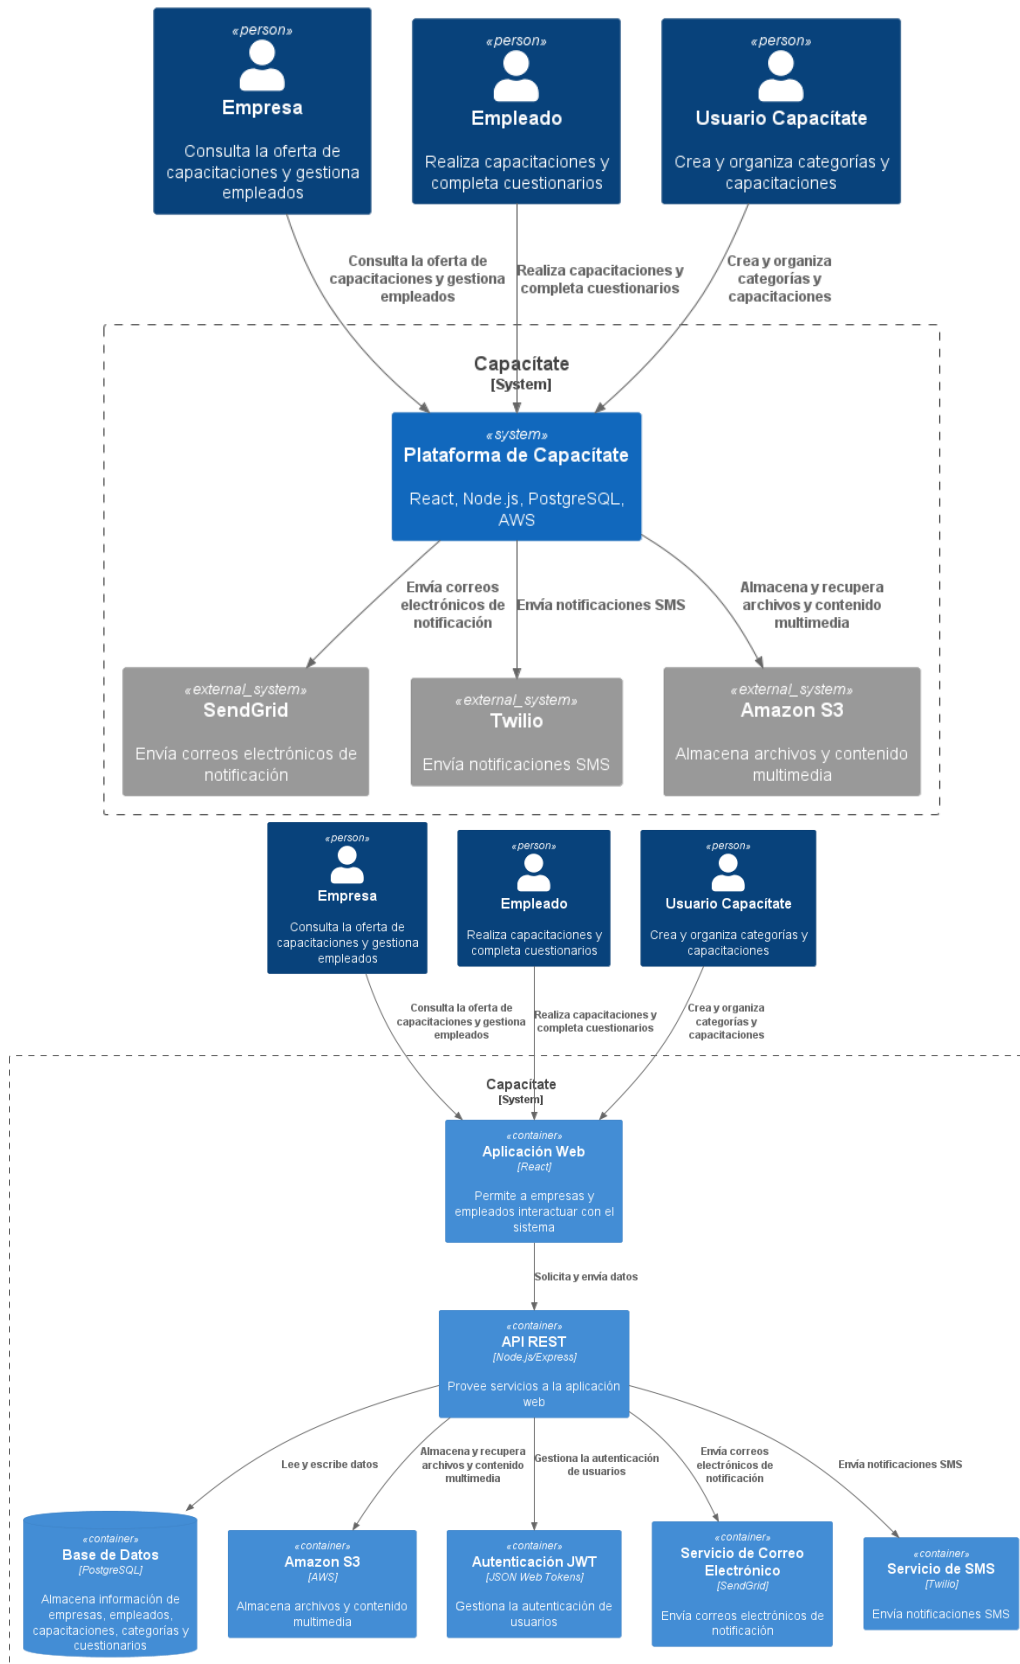 «person»
Empresa
Consulta la oferta de
capacitaciones y gestiona
empleados
«person»
Empleado
Realiza capacitaciones y
completa cuestionarios
«person»
Usuario Capacítate
Crea y organiza categorías y
capacitaciones
Consulta la oferta de
capacitaciones y gestiona
empleados
Realiza capacitaciones y
completa cuestionarios
Crea y organiza
categorías y
capacitaciones
Capacítate
[System]
«system»
Plataforma de Capacítate
React, Node.js, PostgreSQL,
AWS
Envía correos
electrónicos de
notificación
Envía notificaciones SMS
Almacena y recupera
archivos y contenido
multimedia
«external_system»
SendGrid
Envía correos electrónicos de
notificación
«external_system»
Twilio
Envía notificaciones SMS
«external_system»
Amazon S3
Almacena archivos y contenido
multimedia
«person»
Empresa
Consulta la oferta de
capacitaciones y gestiona
empleados
«person»
Empleado
Realiza capacitaciones y
completa cuestionarios
«person»
Usuario Capacítate
Crea y organiza categorías y
capacitaciones
Consulta la oferta de
capacitaciones y gestiona
empleados
Realiza capacitaciones y
completa cuestionarios
Crea y organiza
categorías y
capacitaciones
Capacítate
[System]
«container»
Aplicación Web
[React]
Permite a empresas y
empleados interactuar con el
sistema
Solicita y envía datos
«container»
API REST
[Node.js/Express]
Provee servicios a la aplicación
web
Lee y escribe datos
Almacena y recupera
archivos y contenido
multimedia
Gestiona la autenticación
de usuarios
Envía correos
electrónicos de
notificación
Envía notificaciones SMS
«container»
Base de Datos
[PostgreSQL]
Almacena información de
empresas, empleados,
capacitaciones, categorías y
cuestionarios
«container»
Amazon S3
[AWS]
Almacena archivos y contenido
multimedia
«container»
Autenticación JWT
[JSON Web Tokens]
Gestiona la autenticación de
usuarios
«container»
Servicio de Correo
Electrónico
[SendGrid]
Envía correos electrónicos de
notificación
«container»
Servicio de SMS
[Twilio]
Envía notificaciones SMS